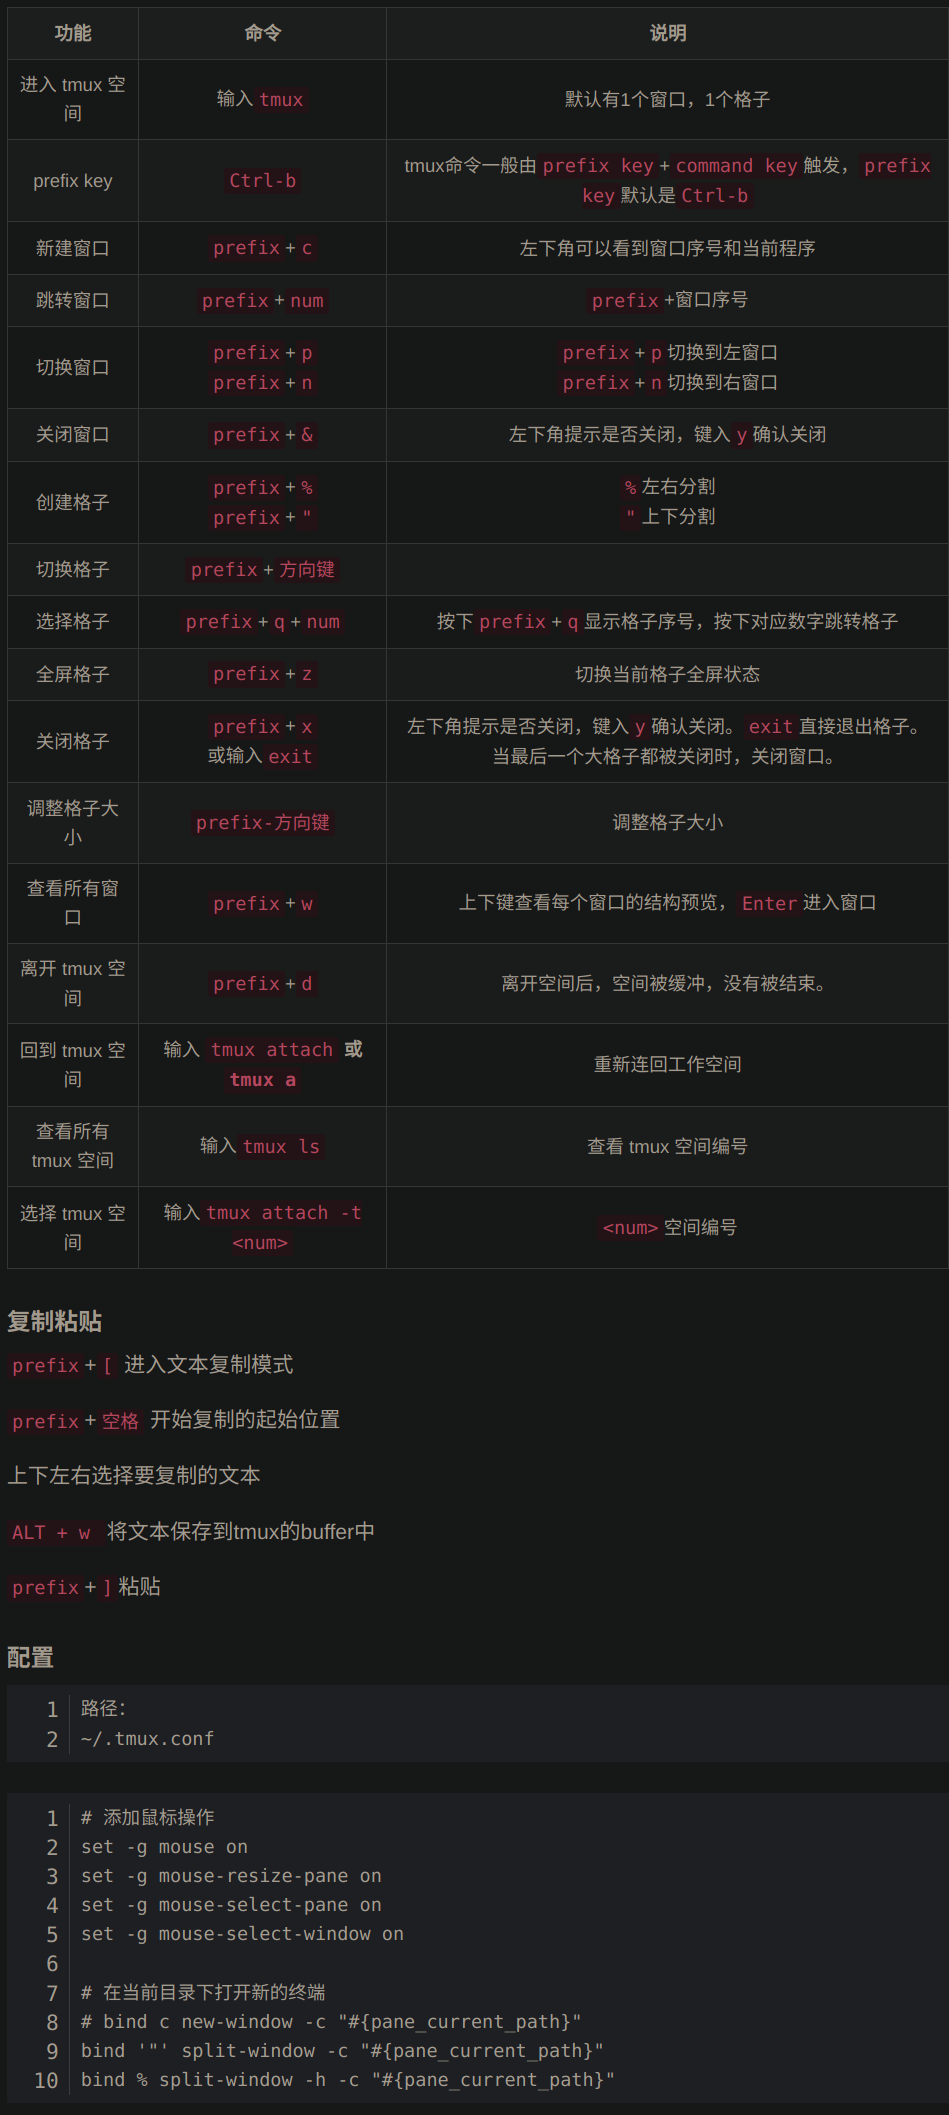 功能 命令 说明
进入 tmux 空
间 输入 tmux 默认有1个窗口，1个格子
prefix key Ctrl-b tmux命令一般由 prefix key + command key 触发， prefix
key 默认是 Ctrl-b
新建窗口 prefix + c 左下角可以看到窗口序号和当前程序
跳转窗口 prefix + num prefix +窗口序号
切换窗口 prefix + p prefix + p 切换到左窗口
prefix + n prefix + n 切换到右窗口
关闭窗口 prefix + & 左下角提示是否关闭，键入 y 确认关闭
创建格子 prefix + % % 左右分割
prefix + " " 上下分割
切换格子 prefix + 方向键
选择格子 prefix + q + num 按下 prefix + q 显示格子序号，按下对应数字跳转格子
全屏格子 prefix + z 切换当前格子全屏状态
关闭格子 prefix + x 左下角提示是否关闭，键入 y 确认关闭。 exit 直接退出格子。
或输入 exit 当最后一个大格子都被关闭时，关闭窗口。
调整格子大
小 prefix-方向键 调整格子大小
查看所有窗
口 prefix + w 上下键查看每个窗口的结构预览， Enter 进入窗口
离开 tmux 空
间 prefix + d 离开空间后，空间被缓冲，没有被结束。
回到 tmux 空
间 输入 tmux attach 或
tmux a 重新连回工作空间
查看所有
tmux 空间 输入 tmux ls 查看 tmux 空间编号
选择 tmux 空
间 输入 tmux attach -t
<num> <num> 空间编号
复制粘贴
prefix + [ 进入文本复制模式
prefix + 空格 开始复制的起始位置
上下左右选择要复制的文本
ALT + w 将文本保存到tmux的buffer中
prefix + ] 粘贴
配置
1 路径：
2 ~/.tmux.conf
1 # 添加鼠标操作
2 set -g mouse on
3 set -g mouse-resize-pane on
4 set -g mouse-select-pane on
5 set -g mouse-select-window on
6
7 # 在当前目录下打开新的终端
8 # bind c new-window -c "#{pane_current_path}"
9 bind '"' split-window -c "#{pane_current_path}"
10 bind % split-window -h -c "#{pane_current_path}"